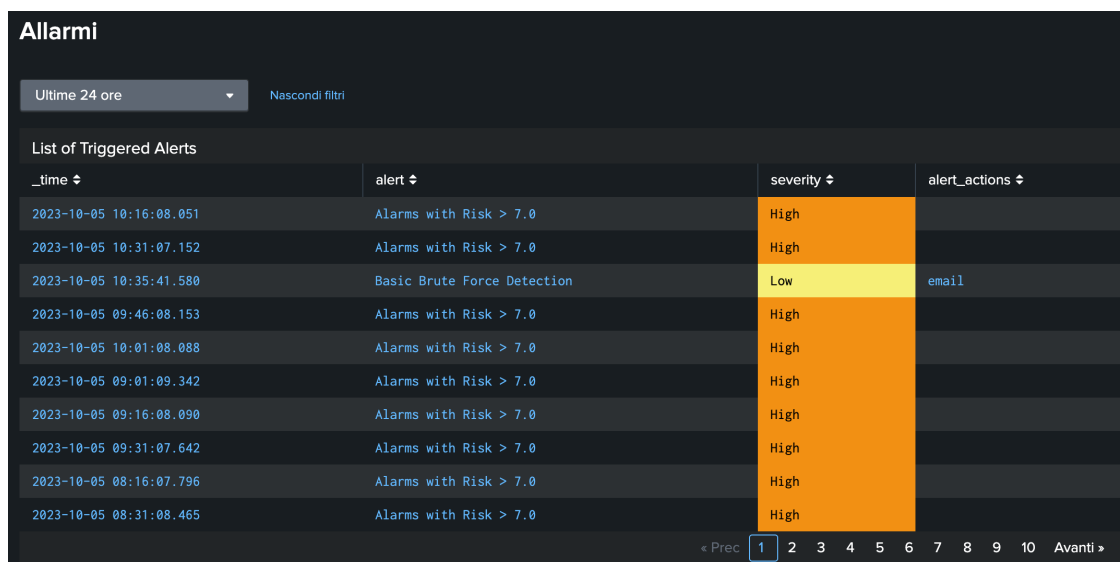 Allarmi
Ultime 24 ore Nascondi filtri
List of Triggered Alerts
_time alert severity alert_actions
2023-10-05 10:16:08.051 Alarms with Risk > 7.0 High
2023-10-05 10:31:07.152 Alarms with Risk > 7.0 High
2023-10-05 10:35:41.580 Basic Brute Force Detection Low email
2023-10-05 09:46:08.153 Alarms with Risk > 7.0 High
2023-10-05 10:01:08.088 Alarms with Risk > 7.0 High
2023-10-05 09:01:09.342 Alarms with Risk > 7.0 High
2023-10-05 09:16:08.090 Alarms with Risk > 7.0 High
2023-10-05 09:31:07.642 Alarms with Risk > 7.0 High
2023-10-05 08:16:07.796 Alarms with Risk > 7.0 High
2023-10-05 08:31:08.465 Alarms with Risk > 7.0 High
« Prec 1 2 3 4 5 6 7 8 9 10 Avanti »